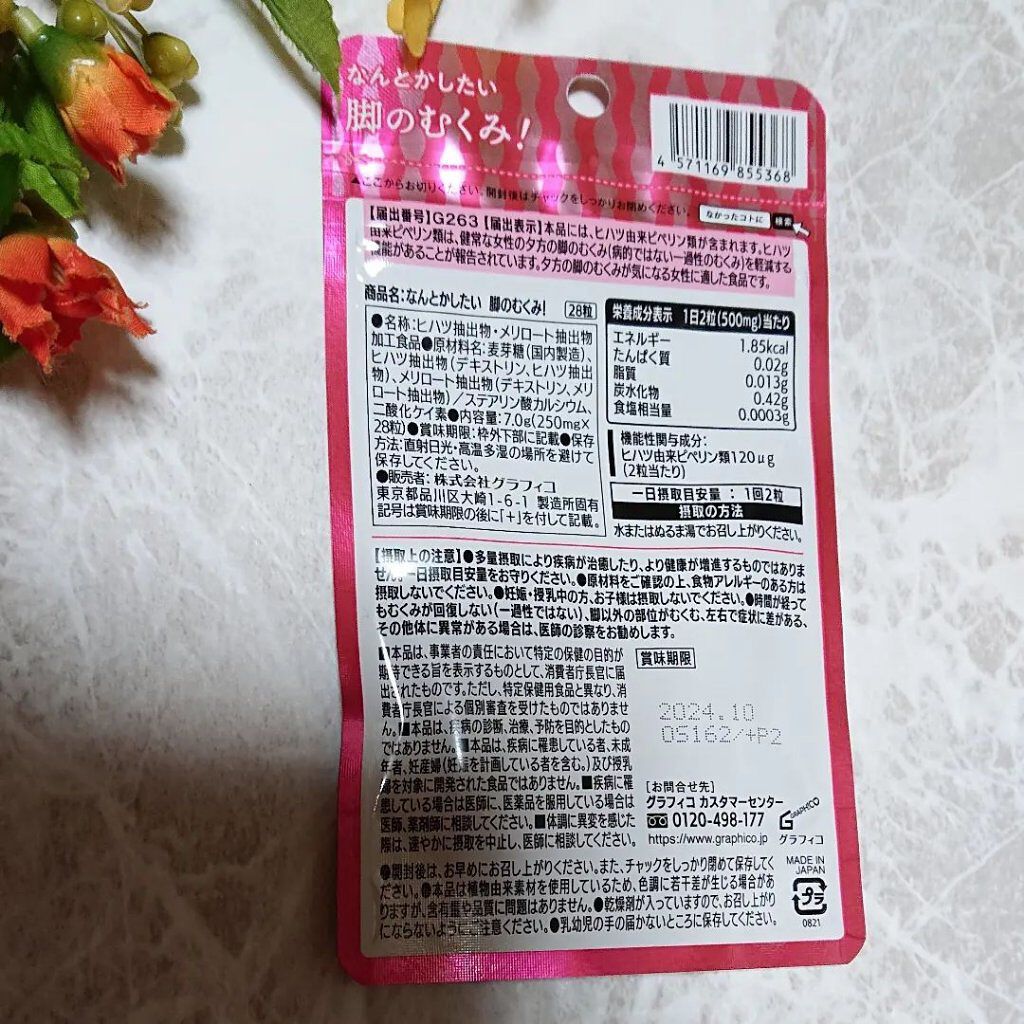 なんとかしたい
脚のむくみ!
4 571169 855368
▲ここからお切りください。開封後はチャックをしっかりお閉めください。
なかったコトに 検索
【届出番号】G263【届出表示】本品には、ヒハツ由来ピペリン類が含まれます。ヒハツ
由来ピペリン類は、健常な女性の夕方の脚のむくみ(病的ではない一過性のむくみ)を軽減する
機能があることが報告されています。夕方の脚のむくみが気になる女性に適した食品です。
商品名:なんとかしたい 脚のむくみ! 28粒
●名称:ヒハツ抽出物・メリロート抽出物
加工食品●原材料名:麦芽糖(国内製造)、
ヒハツ抽出物(デキストリン、ヒハツ抽出
物)、メリロート抽出物(デキストリン、メリ
ロート抽出物)/ステアリン酸カルシウム、
二酸化ケイ素●内容量:7.0g(250mg×
28粒)●賞味期限:枠外下部に記載●保存
方法:直射日光・高温多湿の場所を避けて
保存してください。
●販売者:株式会社グラフィコ
東京都品川区大崎1-6-1 製造所固有
記号は賞味期限の後に「+」を付して記載。
栄養成分表示 1日2粒(500mg)当たり
エネルギー 1.85kcal
たんぱく質 0.02g
脂質 0.013g
炭水化物 0.42g
食塩相当量 0.0003g
機能性関与成分:
ヒハツ由来ピペリン類120μg
(2粒当たり)
一日摂取目安量 : 1回2粒
摂取の方法
水またはぬるま湯でお召し上がりください。
【摂取上の注意】●多量摂取により疾病が治癒したり、より健康が増進するものではありま
せん。一日摂取目安量をお守りください。●原材料をご確認の上、食物アレルギーのある方は
摂取しないでください。●妊娠・授乳中の方、お子様は摂取しないでください。●時間が経って
もむくみが回復しない(一過性ではない)、脚以外の部位がむくむ、左右で症状に差がある、
その他体に異常がある場合は、医師の診察をお勧めします。
■本品は、事業者の責任において特定の保健の目的が
期待できる旨を表示するものとして、消費者庁長官に届
出されたものです。ただし、特定保健用食品と異なり、消
費者庁長官による個別審査を受けたものではありませ
ん。■本品は、疾病の診断、治療、予防を目的としたもの
ではありません。■本品は、疾病に罹患している者、未成
年者、妊産婦(妊娠を計画している者を含む。)及び授乳
婦を対象に開発された食品ではありません。■疾病に罹
患している場合は医師に、医薬品を服用している場合は
医師、薬剤師に相談してください。■体調に異変を感じた
際は、速やかに摂取を中止し、医師に相談してください。
賞味期限
2024.10
05162/+P2
[お問合せ先]
グラフィコ カスタマーセンター
0120-498-177
https://www.graphico.jp
GRAPHICO
グラフィコ
●開封後は、お早めにお召し上がりください。また、チャックをしっかり閉めて保存してく
ださい。●本品は植物由来素材を使用しているため、色調に若干差が生じる場合があ
りますが、含有量や品質に問題はありません。●乾燥剤が入っていますので、お召し上がり
にならないようにご注意ください。●乳幼児の手の届かないところに保存してください。
MADE IN
JAPAN
プラ
0821